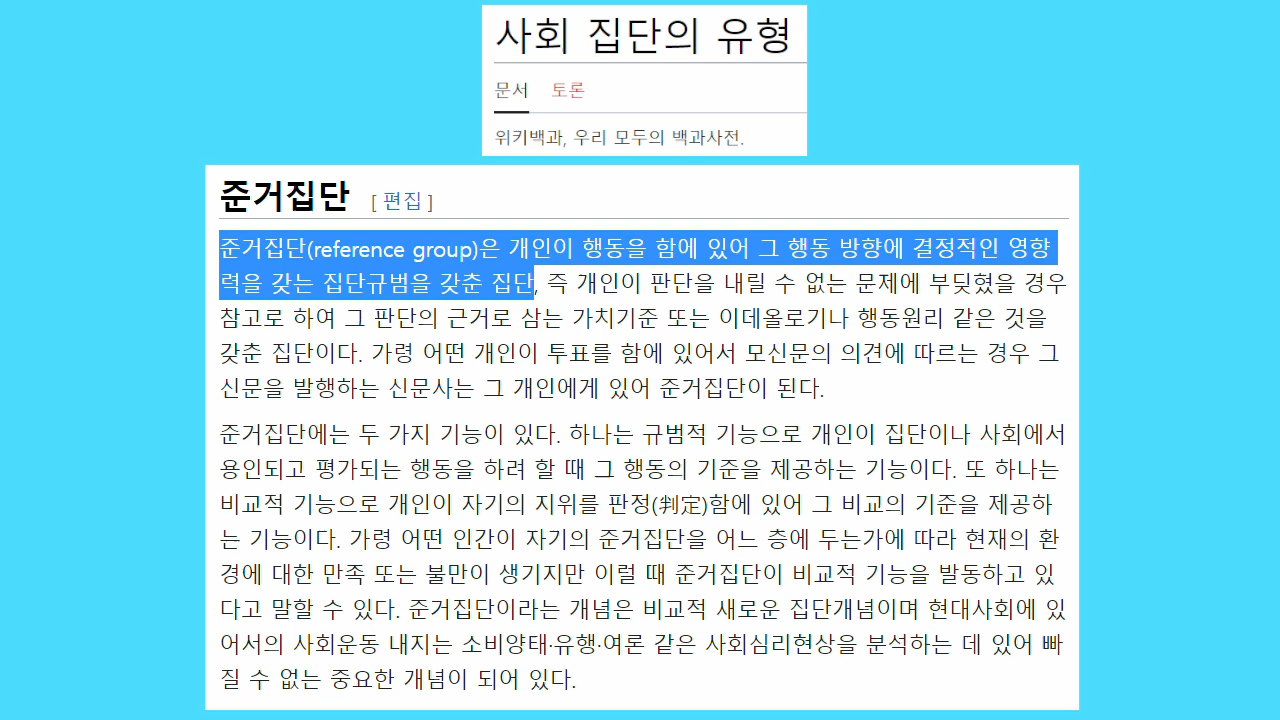 사회 집단의 유형
문서 토론
위키백과, 우리 모두의 백과사전.
준거집단 [ 편집 ]
준거집단(reference group)은 개인이 행동을 함에 있어 그 행동 방향에 결정적인 영향
력을 갖는 집단규범을 갖춘 집단, 즉 개인이 판단을 내릴 수 없는 문제에 부딪혔을 경우
참고로 하여 그 판단의 근거로 삼는 가치기준 또는 이데올로기나 행동원리 같은 것을
갖춘 집단이다. 가령 어떤 개인이 투표를 함에 있어서 모신문의 의견에 따르는 경우 그
신문을 발행하는 신문사는 그 개인에게 있어 준거집단이 된다.
준거집단에는 두 가지 기능이 있다. 하나는 규범적 기능으로 개인이 집단이나 사회에서
용인되고 평가되는 행동을 하려 할 때 그 행동의 기준을 제공하는 기능이다. 또 하나는
비교적 기능으로 개인이 자기의 지위를 판정(判定)함에 있어 그 비교의 기준을 제공하
는 기능이다. 가령 어떤 인간이 자기의 준거집단을 어느 층에 두는가에 따라 현재의 환
경에 대한 만족 또는 불만이 생기지만 이럴 때 준거집단이 비교적 기능을 발동하고 있
다고 말할 수 있다. 준거집단이라는 개념은 비교적 새로운 집단개념이며 현대사회에 있
어서의 사회운동 내지는 소비양태·유행·여론 같은 사회심리현상을 분석하는 데 있어 빠
질 수 없는 중요한 개념이 되어 있다.